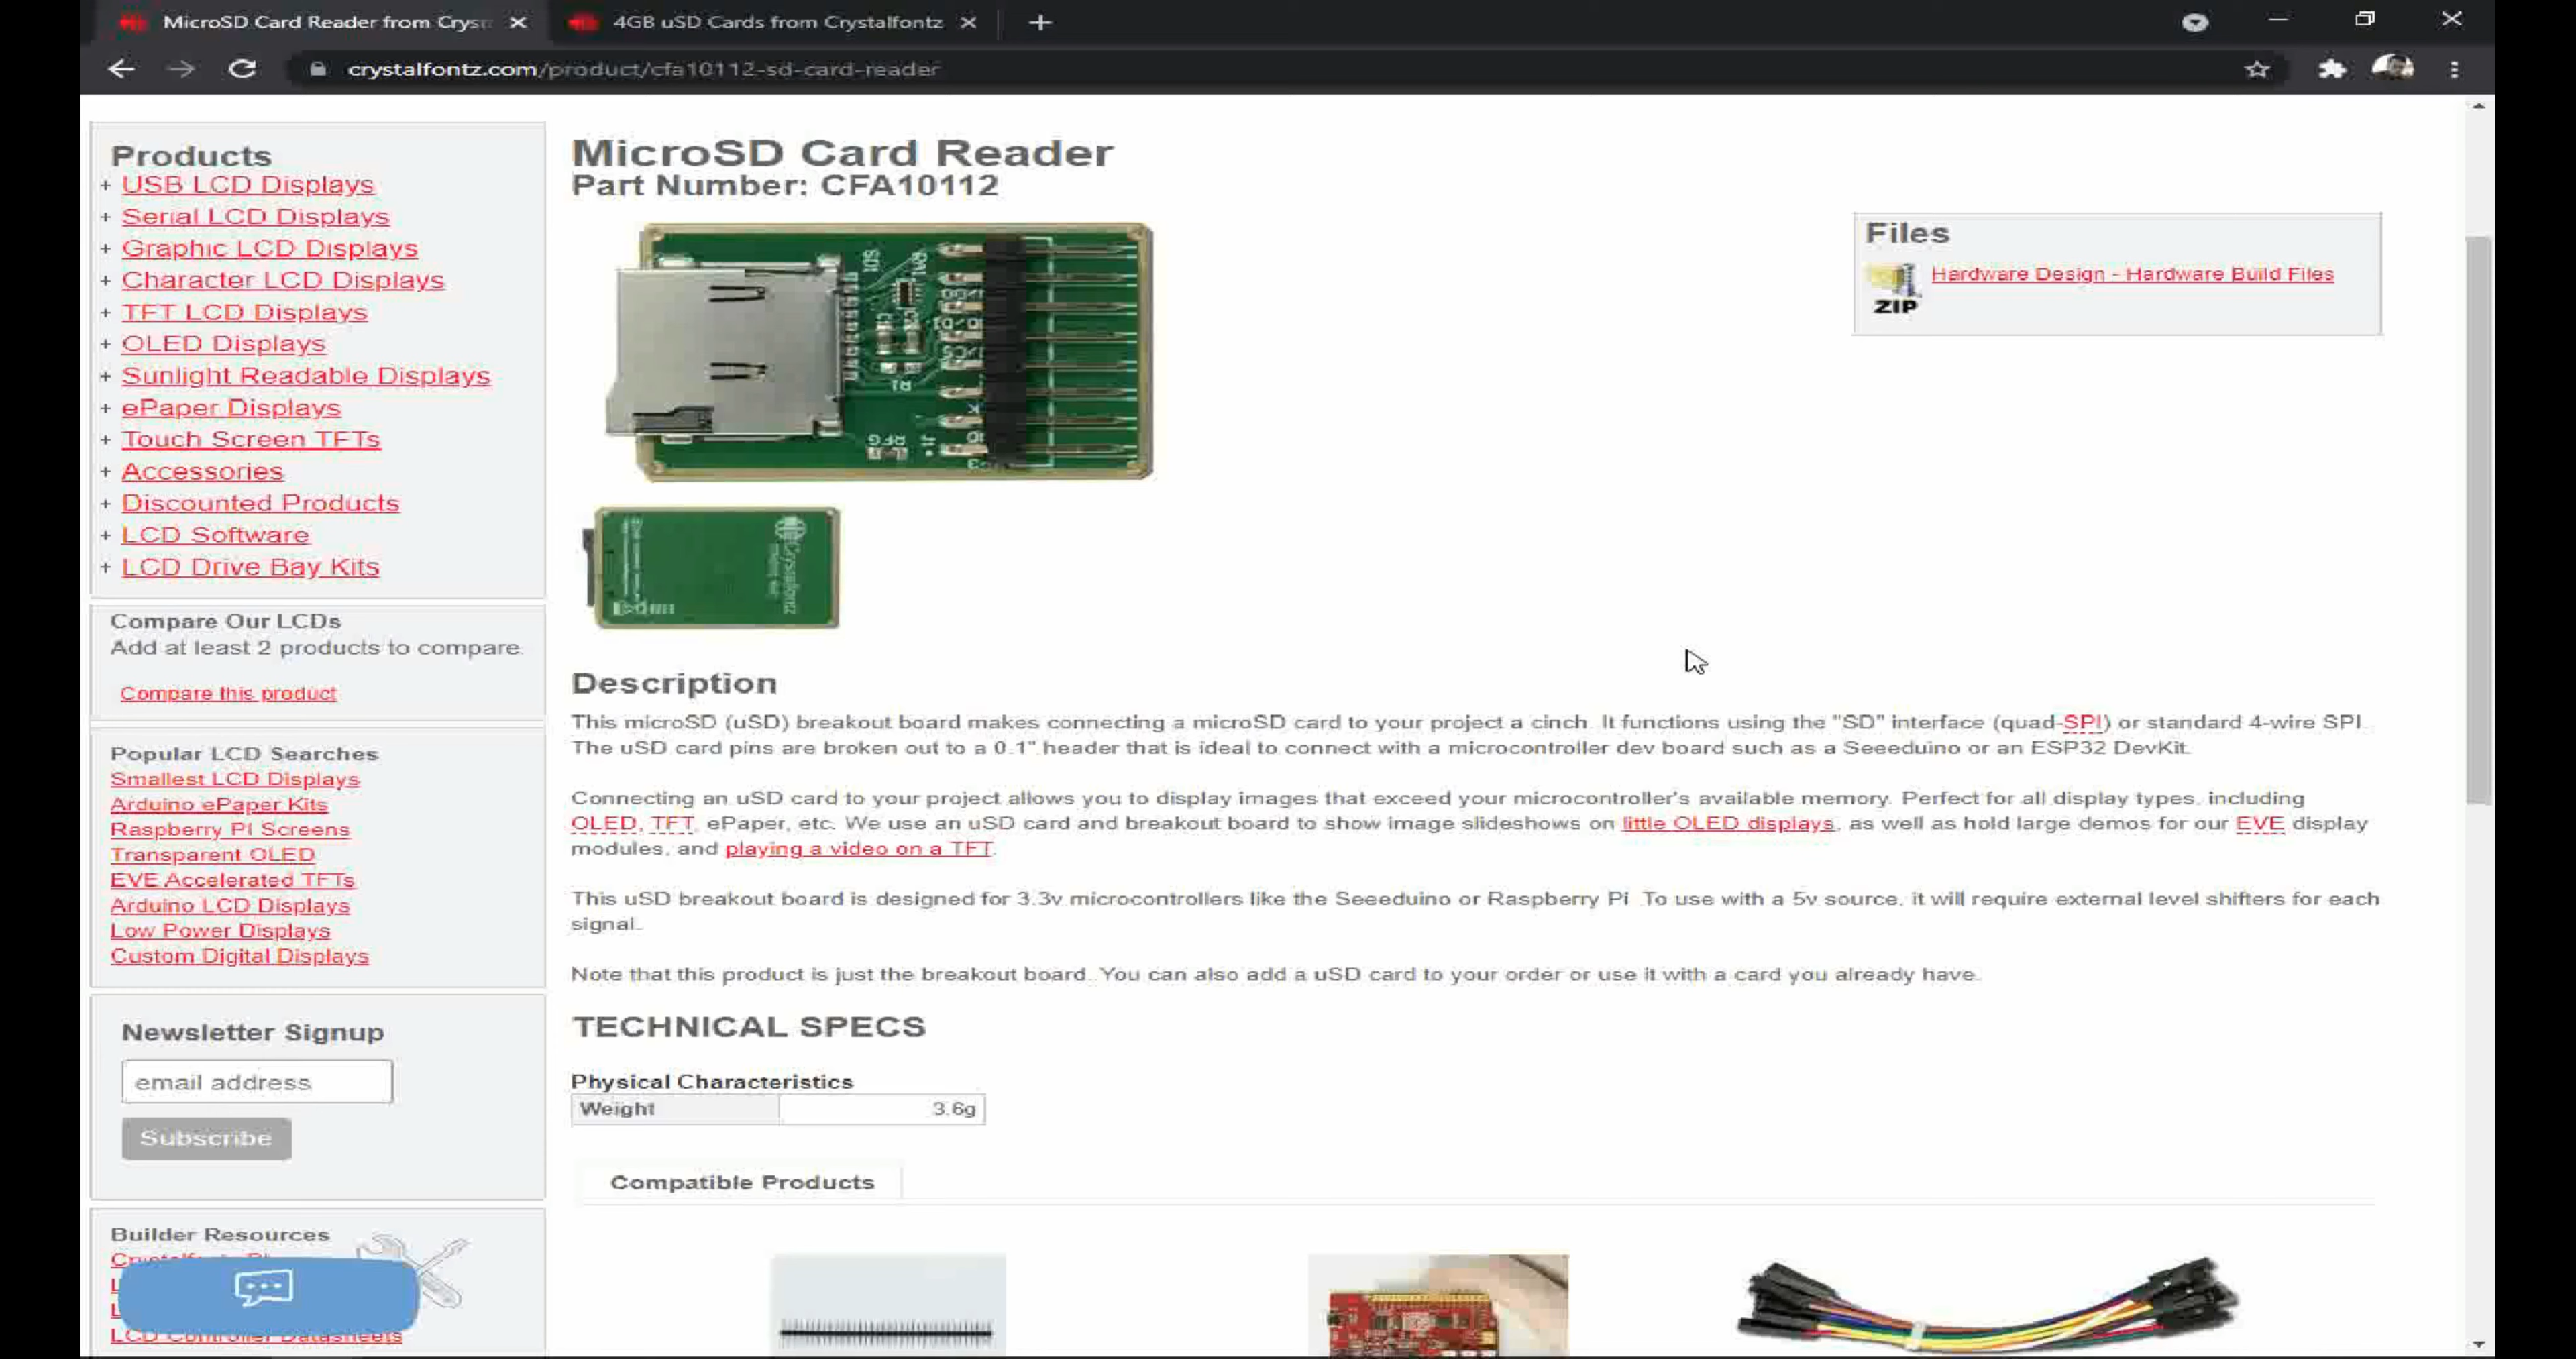 MicroSD Card Reader from Cryst
4GB uSD Cards from Crystalfontz
crystalfontz.com/product/cfa10112-sd-card-reader
Products
+ USB LCD Displays
+ Serial LCD Displays
+ Graphic LCD Displays
+ Character LCD Displays
+ TFT LCD Displays
+ OLED Displays
+ Sunlight Readable Displays
+ ePaper Displays
+ Touch Screen TFTs
+ Accessories
+ Discounted Products
+ LCD Software
+ LCD Drive Bay Kits
Compare Our LCDs
Add at least 2 products to compare.
Compare this product
Popular LCD Searches
Smallest LCD Displays
Arduino ePaper Kits
Raspberry PI Screens
Transparent OLED
EVE Accelerated TFTs
Arduino LCD Displays
Low Power Displays
Custom Digital Displays
Newsletter Signup
email address
Subscribe
Builder Resources
LCD Controller Datasheets
MicroSD Card Reader
Part Number: CFA10112
Crystalfontz
Files
ZIP
Hardware Design - Hardware Build Files
Description
This microSD (uSD) breakout board makes connecting a microSD card to your project a cinch. It functions using the "SD" interface (quad-SPI) or standard 4-wire SPI.
The uSD card pins are broken out to a 0.1" header that is ideal to connect with a microcontroller dev board such as a Seeeduino or an ESP32 DevKit.
Connecting an uSD card to your project allows you to display images that exceed your microcontroller's available memory. Perfect for all display types, including
OLED, TFT, ePaper, etc. We use an uSD card and breakout board to show image slideshows on little OLED displays, as well as hold large demos for our EVE display
modules, and playing a video on a TFT.
This uSD breakout board is designed for 3.3v microcontrollers like the Seeeduino or Raspberry Pi. To use with a 5v source, it will require external level shifters for each
signal.
Note that this product is just the breakout board. You can also add a uSD card to your order or use it with a card you already have.
TECHNICAL SPECS
Physical Characteristics
Weight 3.6g
Compatible Products